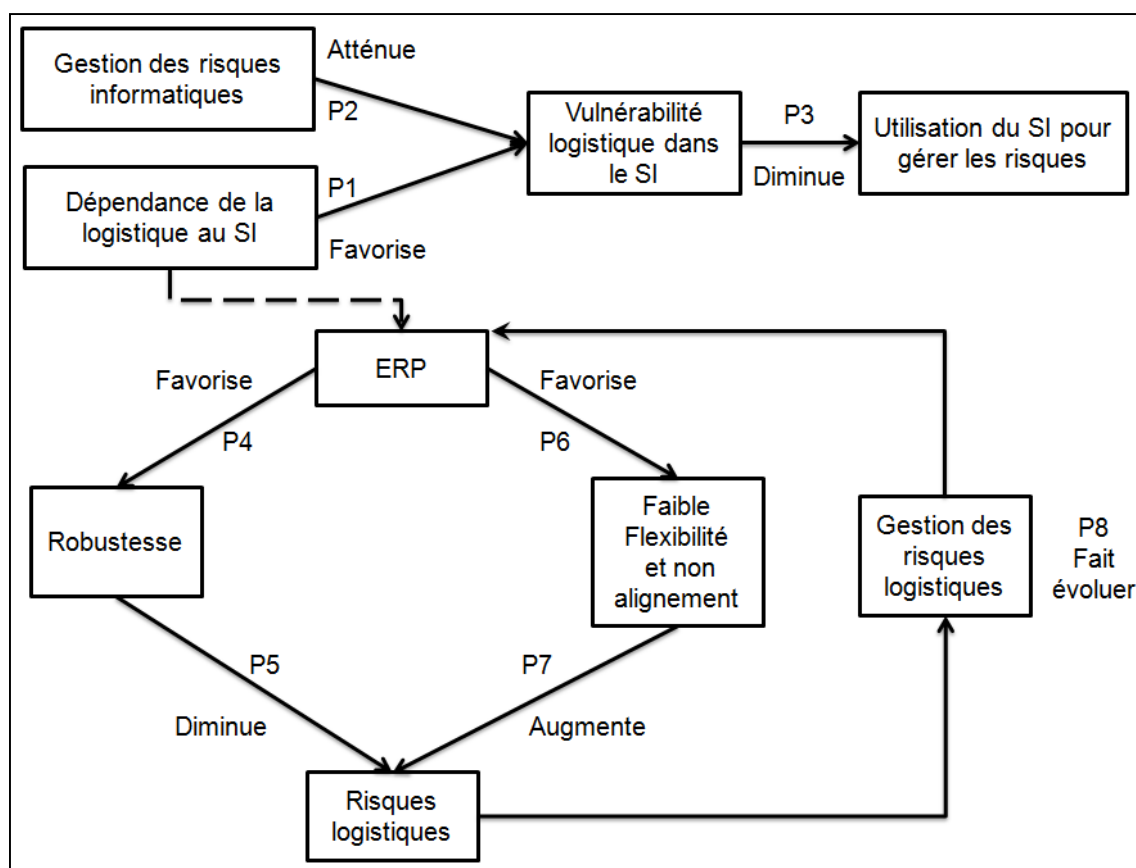 Gestion des risques
informatiques
Atténue
P2
Vulnérabilité
logistique dans
le SI
P3
Diminue
Utilisation du SI pour
gérer les risques
Dépendance de la
logistique au SI
P1
Favorise
ERP
Favorise
P4
Favorise
P6
Robustesse
Faible
Flexibilité
et non
alignement
Gestion des
risques
logistiques
P8
Fait
évoluer
P5
Diminue
P7
Augmente
Risques
logistiques